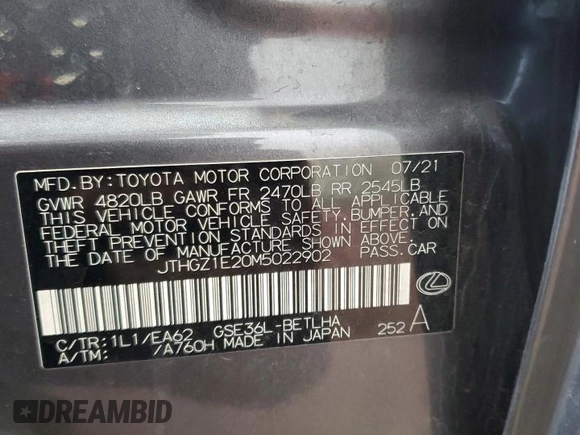 MFD.BY:TOYOTA MOTOR CORPORATION 07/21
GVWR 4820LB GAWR FR 2470LB RR 2545LB
THIS VEHICLE CONFORMS TO ALL APPLICABLE
FEDERAL MOTOR VEHICLE SAFETY,BUMPER,AND
THEFT PREVENTION STANDARDS IN EFFECT ON
THE DATE OF MANUFACTURE SHOWN ABOVE.
JTHGZ1E20M5022902 PASS.CAR
C/TR:1L1/EA62 GSE36L-BETLHA 252 A
/A/TM: /A760H MADE IN JAPAN
DREAMBID